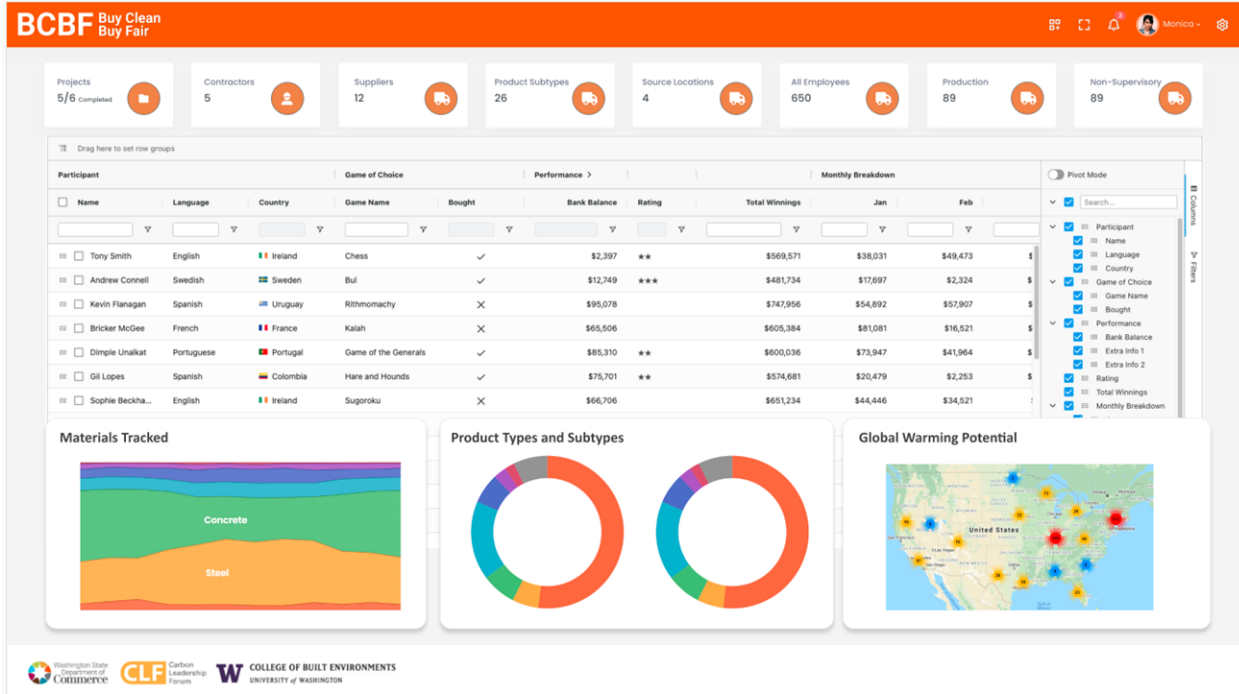 BCBF Buy Clean
Buy Fair
2
Monica
Projects
5/6 Completed
Contractors
5
Suppliers
12
Product Subtypes
26
Source Locations
4
All Employees
650
Production
89
Non-Supervisory
89
Drag here to set row groups
Participant Game of Choice Performance > Monthly Breakdown
Name Language Country Game Name Bought Bank Balance Rating Total Winnings Jan Feb
Tony Smith English Ireland Chess ✓ $2,397 ★★ $569,571 $38,031 $49,473 $
Andrew Connell Swedish Sweden Bul ✓ $12,749 ★★★ $481,734 $17,697 $2,324 $
Kevin Flanagan Spanish Uruguay Rithmomachy ✕ $95,078 $747,956 $54,892 $57,907 $
Bricker McGee French France Kalah ✕ $65,506 $605,384 $81,081 $16,521 $
Dimple Unalkat Portuguese Portugal Game of the Generals ✓ $85,310 ★★ $600,036 $73,947 $41,964 $
Gil Lopes Spanish Colombia Hare and Hounds ✓ $75,701 ★★ $574,681 $20,479 $2,253 $
Sophie Beckha... English Ireland Sugoroku ✕ $66,706 $651,234 $44,446 $34,521
Pivot Mode
Search...
Participant
Name
Language
Country
Game of Choice
Game Name
Bought
Performance
Bank Balance
Extra Info 1
Extra Info 2
Rating
Total Winnings
Monthly Breakdown
Columns
Filters
Materials Tracked
Concrete
Steel
Product Types and Subtypes
Global Warming Potential
United States
Washington State
Department of
Commerce
CLF
Carbon
Leadership
Forum
W
COLLEGE OF BUILT ENVIRONMENTS
UNIVERSITY of WASHINGTON